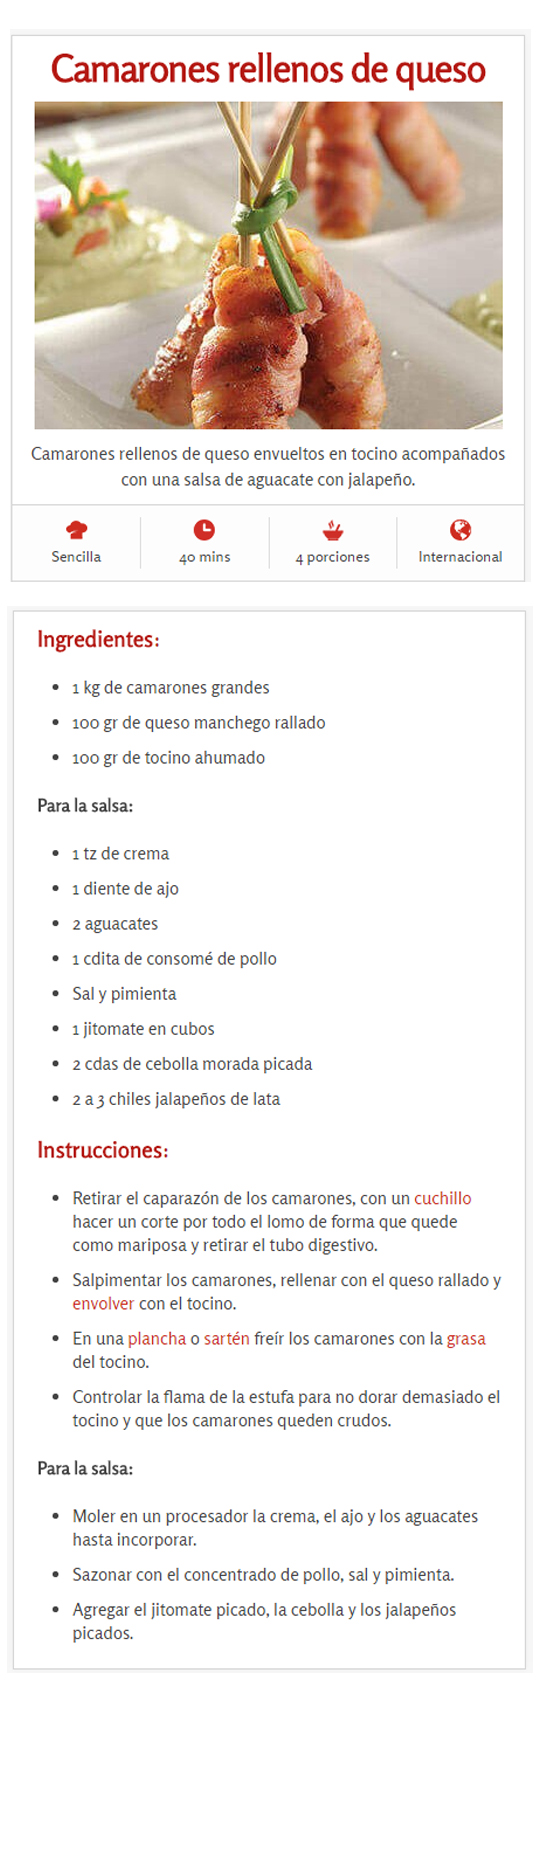 Camarones rellenos de queso
Camarones rellenos de queso envueltos en tocino acompañados
con una salsa de aguacate con jalapeño.
Sencilla
40 mins
4 porciones
Internacional
Ingredientes:
• 1 kg de camarones grandes
• 100 gr de queso manchego rallado
• 100 gr de tocino ahumado
Para la salsa:
• 1 tz de crema
• 1 diente de ajo
• 2 aguacates
• 1 cdita de consomé de pollo
• Sal y pimienta
• 1 jitomate en cubos
• 2 cdas de cebolla morada picada
• 2 a 3 chiles jalapeños de lata
Instrucciones:
• Retirar el caparazón de los camarones, con un cuchillo
hacer un corte por todo el lomo de forma que quede
como mariposa y retirar el tubo digestivo.
• Salpimentar los camarones, rellenar con el queso rallado y
envolver con el tocino.
• En una plancha o sartén freír los camarones con la grasa
del tocino.
• Controlar la flama de la estufa para no dorar demasiado el
tocino y que los camarones queden crudos.
Para la salsa:
• Moler en un procesador la crema, el ajo y los aguacates
hasta incorporar.
• Sazonar con el concentrado de pollo, sal y pimienta.
• Agregar el jitomate picado, la cebolla y los jalapeños
picados.